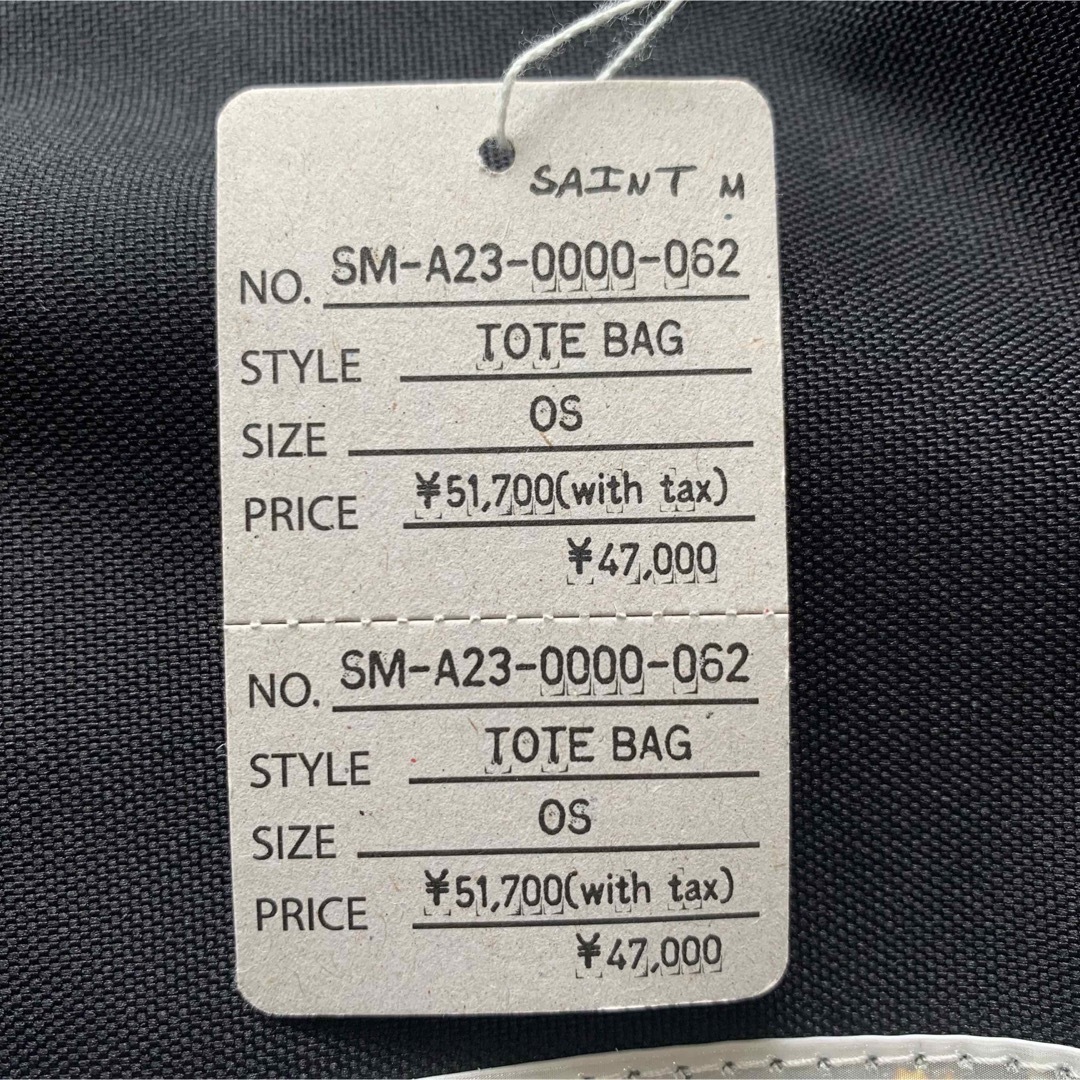 SAINT M
NO. SM-A23-0000-062
STYLE TOTE BAG
SIZE OS
PRICE ¥51,700(with tax)
¥47,000
NO. SM-A23-0000-062
STYLE TOTE BAG
SIZE OS
PRICE ¥51,700(with tax)
¥47,000